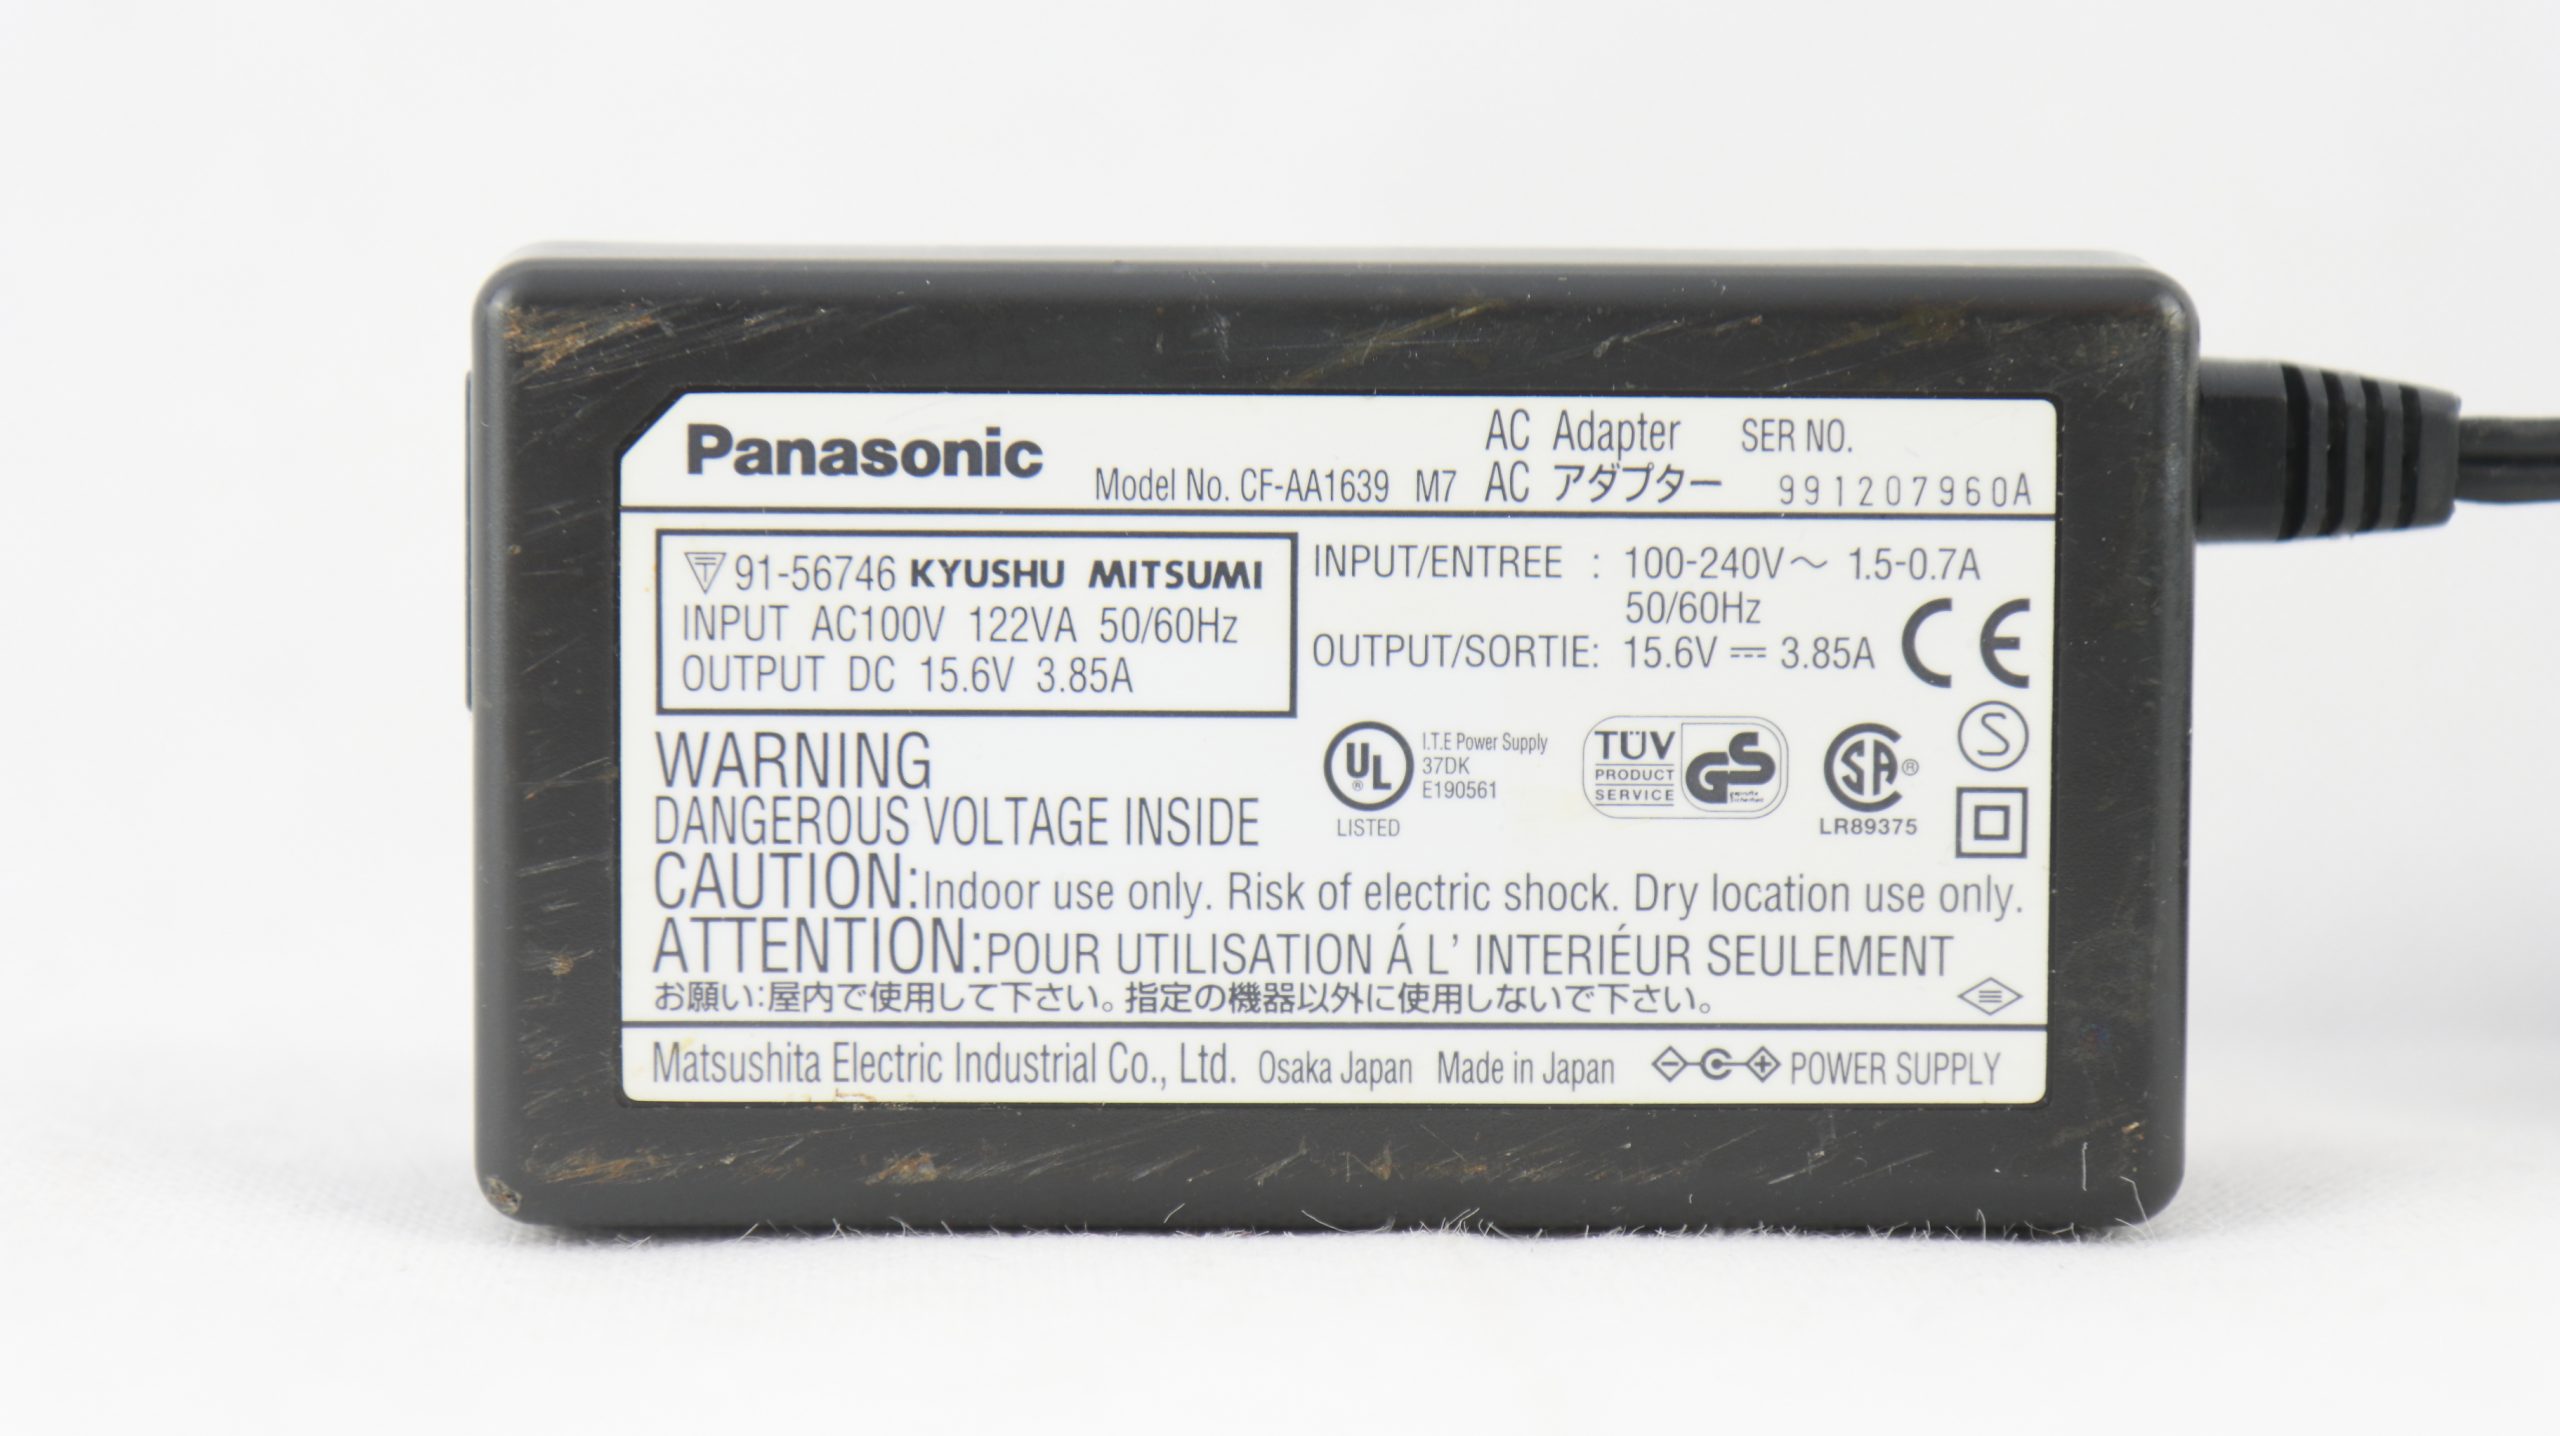 Panasonic
Model No. CF-AA1639 M7
AC Adapter
AC アダプター
SER NO.
991207960A
91-56746 KYUSHU MITSUMI
INPUT AC100V 122VA 50/60Hz
OUTPUT DC 15.6V 3.85A
INPUT/ENTREE : 100-240V～ 1.5-0.7A
50/60Hz
OUTPUT/SORTIE: 15.6V ⎓ 3.85A
CE
S
UL
®
LISTED
I.T.E Power Supply
37DK
E190561
TÜV
PRODUCT
SERVICE
GS
geprüfte
Sicherheit
SA ®
LR89375
WARNING
DANGEROUS VOLTAGE INSIDE
CAUTION:Indoor use only. Risk of electric shock. Dry location use only.
ATTENTION:POUR UTILISATION Á L' INTERIÉUR SEULEMENT
お願い:屋内で使用して下さい。指定の機器以外に使用しないで下さい。
Matsushita Electric Industrial Co., Ltd. Osaka Japan Made in Japan
POWER SUPPLY